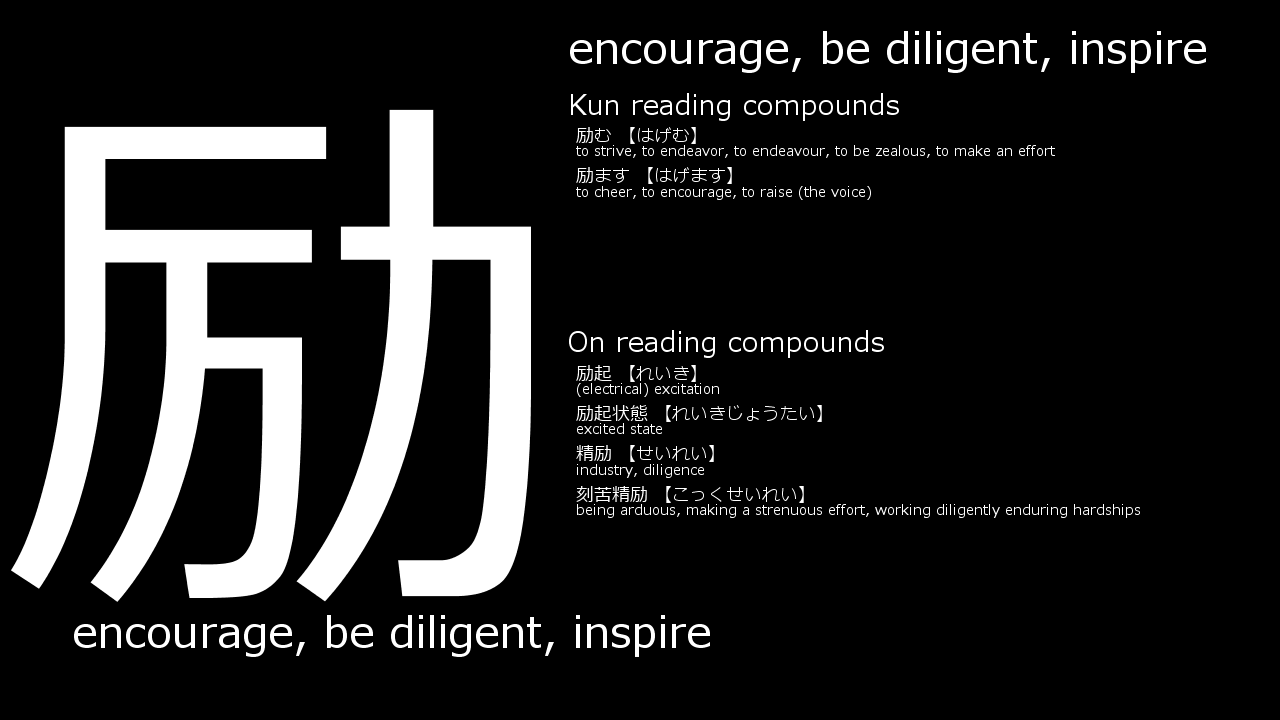 励
encourage, be diligent, inspire
encourage, be diligent, inspire
Kun reading compounds
励む 【はげむ】
to strive, to endeavor, to endeavour, to be zealous, to make an effort
励ます 【はげます】
to cheer, to encourage, to raise (the voice)
On reading compounds
励起 【れいき】
(electrical) excitation
励起状態 【れいきじょうたい】
excited state
精励 【せいれい】
industry, diligence
刻苦精励 【こっくせいれい】
being arduous, making a strenuous effort, working diligently enduring hardships